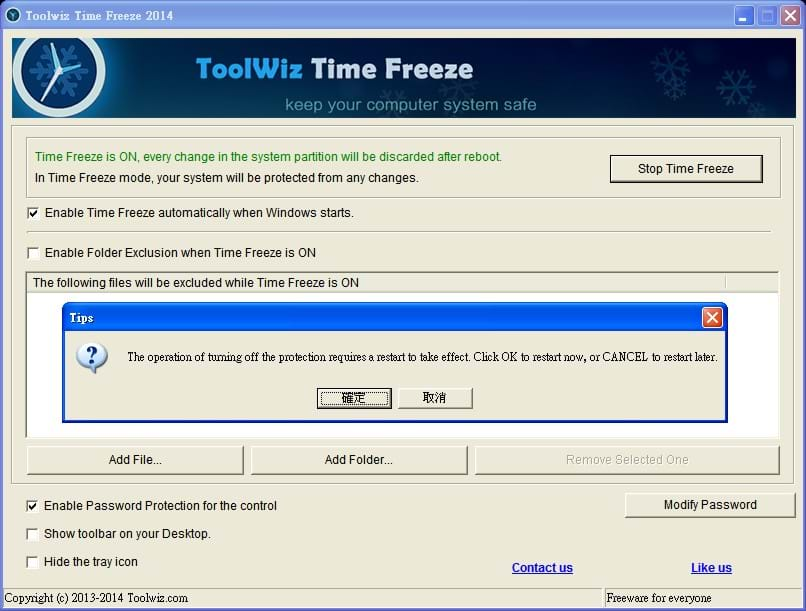 Toolwiz Time Freeze 2014
ToolWiz Time Freeze
keep your computer system safe
Time Freeze is ON, every change in the system partition will be discarded after reboot.
In Time Freeze mode, your system will be protected from any changes.
Stop Time Freeze
Enable Time Freeze automatically when Windows starts.
Enable Folder Exclusion when Time Freeze is ON
The following files will be excluded while Time Freeze is ON
Tips
The operation of turning off the protection requires a restart to take effect. Click OK to restart now, or CANCEL to restart later.
確定 取消
Add File... Add Folder... Remove Selected One
Enable Password Protection for the control
Modify Password
Show toolbar on your Desktop.
Hide the tray icon
Contact us Like us
Copyright (c) 2013-2014 Toolwiz.com Freeware for everyone